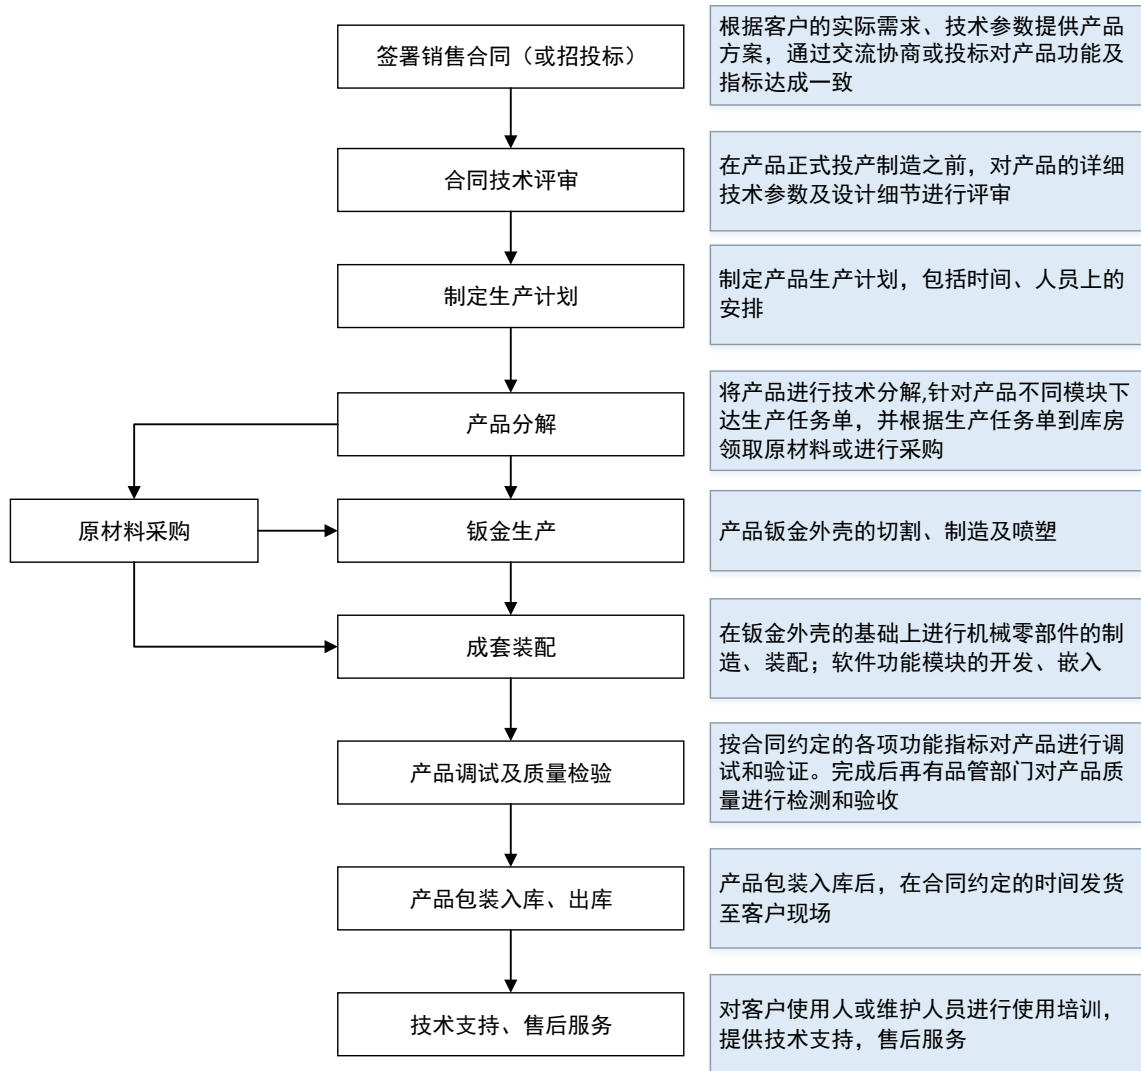 签署销售合同（或招投标）
根据客户的实际需求、技术参数提供产品
方案，通过交流协商或投标对产品功能及
指标达成一致
合同技术评审
在产品正式投产制造之前，对产品的详细
技术参数及设计细节进行评审
制定生产计划
制定产品生产计划，包括时间、人员上的
安排
产品分解
将产品进行技术分解,针对产品不同模块下
达生产任务单，并根据生产任务单到库房
领取原材料或进行采购
原材料采购
钣金生产
产品钣金外壳的切割、制造及喷塑
成套装配
在钣金外壳的基础上进行机械零部件的制
造、装配；软件功能模块的开发、嵌入
产品调试及质量检验
按合同约定的各项功能指标对产品进行调
试和验证。完成后再有品管部门对产品质
量进行检测和验收
产品包装入库、出库
产品包装入库后，在合同约定的时间发货
至客户现场
技术支持、售后服务
对客户使用人或维护人员进行使用培训，
提供技术支持，售后服务